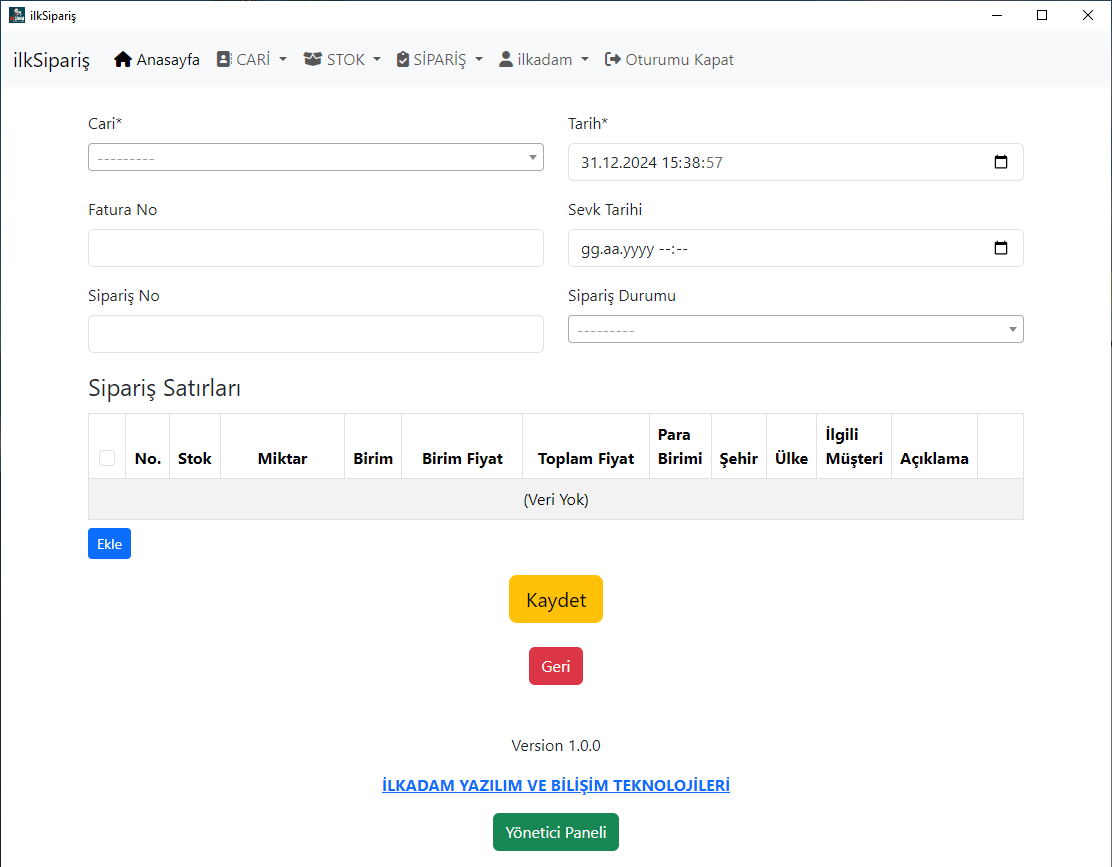 ilkSipariş
ilkSipariş Anasayfa CARİ STOK SİPARİŞ ilkadam Oturumu Kapat
Cari* Tarih*
--------- 31.12.2024 15:38:57
Fatura No Sevk Tarihi
gg.aa.yyyy --:--
Sipariş No Sipariş Durumu
---------
Sipariş Satırları
No. Stok Miktar Birim Birim Fiyat Toplam Fiyat Para Birimi Şehir Ülke İlgili Müşteri Açıklama
(Veri Yok)
Ekle
Kaydet
Geri
Version 1.0.0
İLKADAM YAZILIM VE BİLİŞİM TEKNOLOJİLERİ
Yönetici Paneli